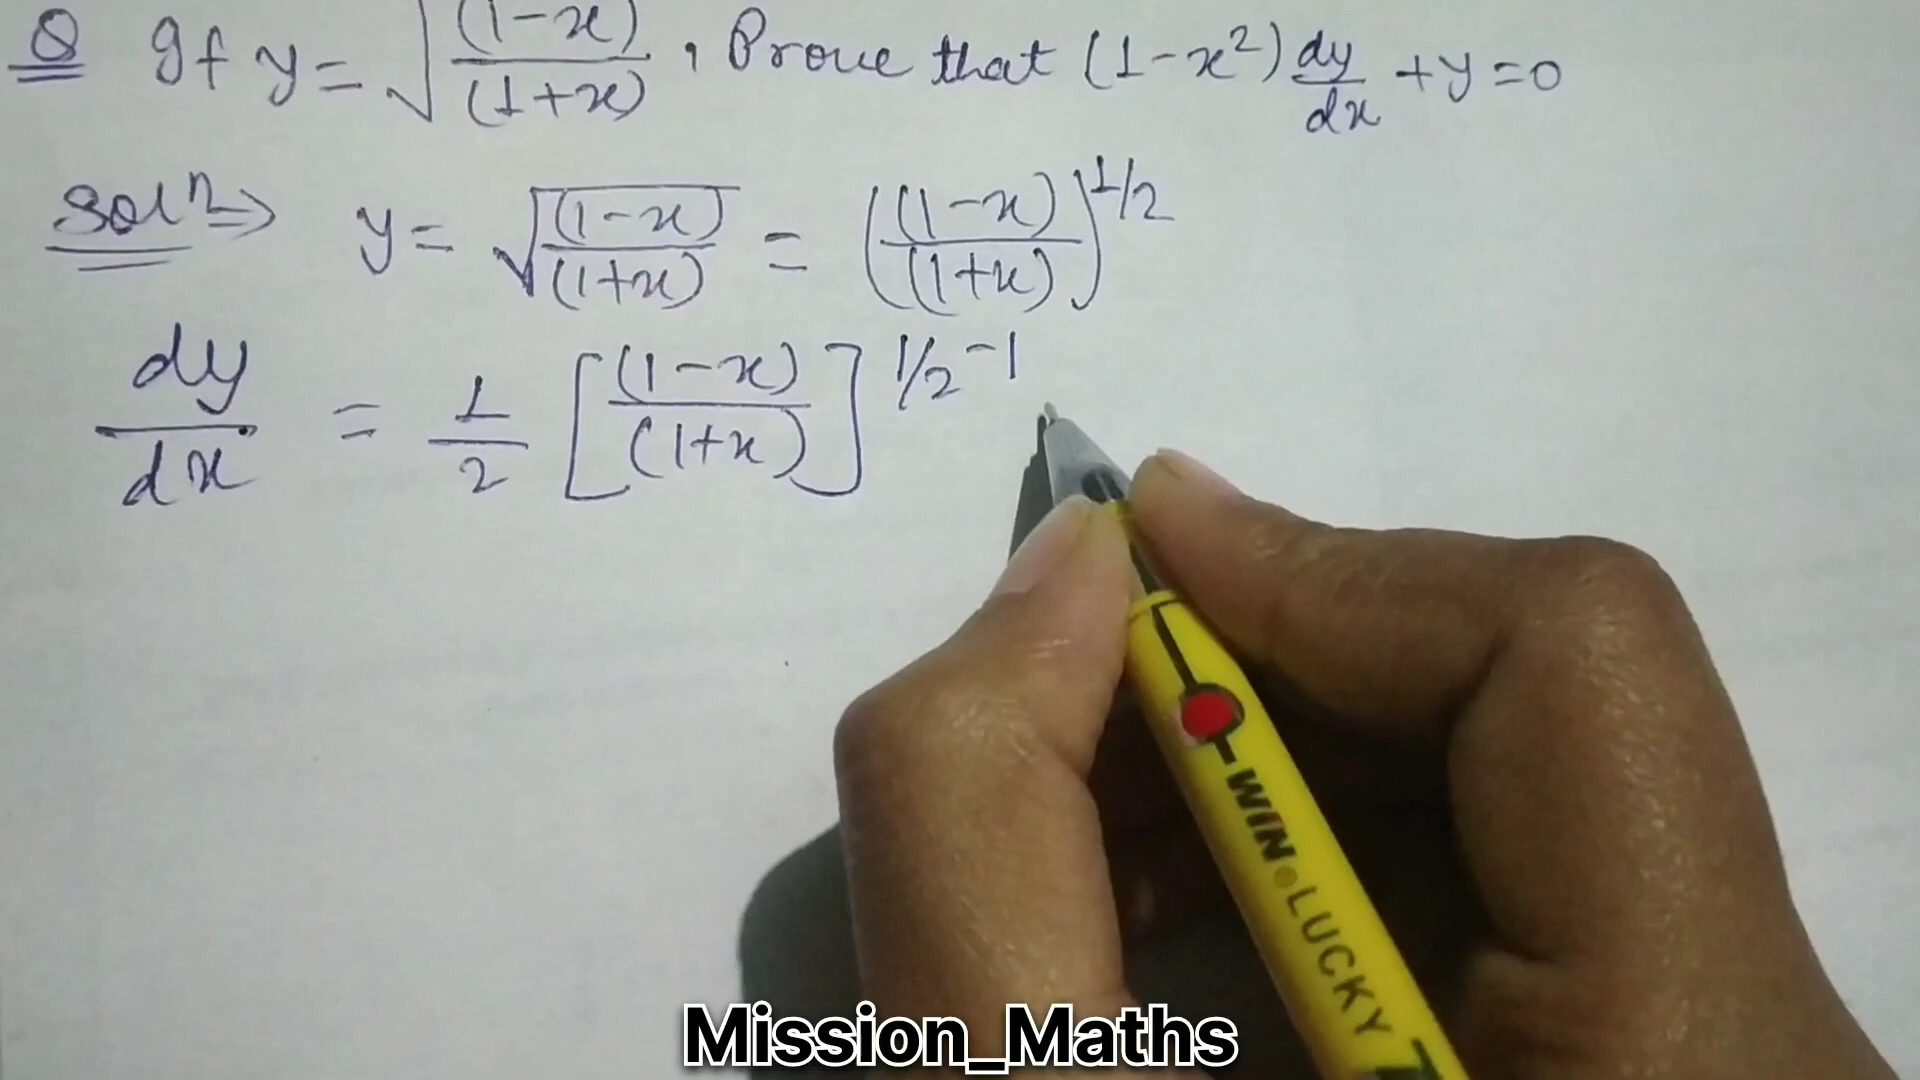 Q If y = √((1-x)/(1+x)), Prove that (1-x²) dy/dx + y = 0
Solⁿ ⇒ y = √((1-x)/(1+x)) = ((1-x)/(1+x))^1/2
dy/dx = 1/2 [(1-x)/(1+x)]^1/2 -1
WIN LUCKY
Mission_Maths